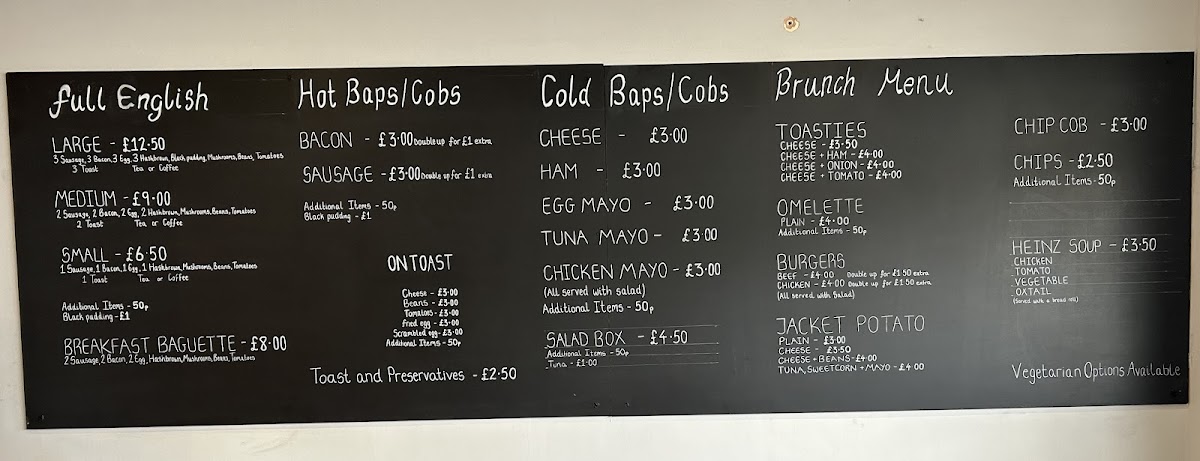 Full English
LARGE - £12.50
3 Sausage, 3 Bacon, 3 Egg, 3 Hashbrown, Black pudding, Mushrooms, Beans, Tomatoes
3 Toast Tea or Coffee
MEDIUM - £9.00
2 Sausage, 2 Bacon, 2 Egg, 2 Hashbrown, Mushrooms, Beans, Tomatoes
2 Toast Tea or Coffee
SMALL - £6.50
1 Sausage, 1 Bacon, 1 Egg, 1 Hashbrown, Mushrooms, Beans, Tomatoes
1 Toast Tea or Coffee
Additional Items - 50p
Black pudding - £1
BREAKFAST BAGUETTE - £8.00
2 Sausage, 2 Bacon, 2 Egg, Hashbrown, Mushrooms, Beans, Tomatoes
Hot Baps/Cobs
BACON - £3.00 Double up for £1 extra
SAUSAGE - £3.00 Double up for £1 extra
Additional Items - 50p
Black pudding - £1
ON TOAST
Cheese - £3.00
Beans - £3.00
Tomatoes - £3.00
Fried egg - £3.00
Scrambled egg - £3.00
Additional Items - 50p
Toast and Preservatives - £2.50
Cold Baps/Cobs
CHEESE - £3.00
HAM - £3.00
EGG MAYO - £3.00
TUNA MAYO - £3.00
CHICKEN MAYO - £3.00
(All served with salad)
Additional Items - 50p
SALAD BOX - £4.50
Additional Items - 50p
Tuna - £1.00
Brunch Menu
TOASTIES
CHEESE - £3.50
CHEESE + HAM - £4.00
CHEESE + ONION - £4.00
CHEESE + TOMATO - £4.00
OMELETTE
PLAIN - £4.00
Additional Items - 50p
BURGERS
BEEF - £4.00 Double up for £1.50 extra
CHICKEN - £4.00 Double up for £1.50 extra
(All served with Salad)
JACKET POTATO
PLAIN - £3.00
CHEESE - £3.50
CHEESE + BEANS - £4.00
TUNA, SWEETCORN + MAYO - £4.00
CHIP COB - £3.00
CHIPS - £2.50
Additional Items - 50p
HEINZ SOUP - £3.50
CHICKEN
TOMATO
VEGETABLE
OXTAIL
(Served with a bread roll)
Vegetarian Options Available